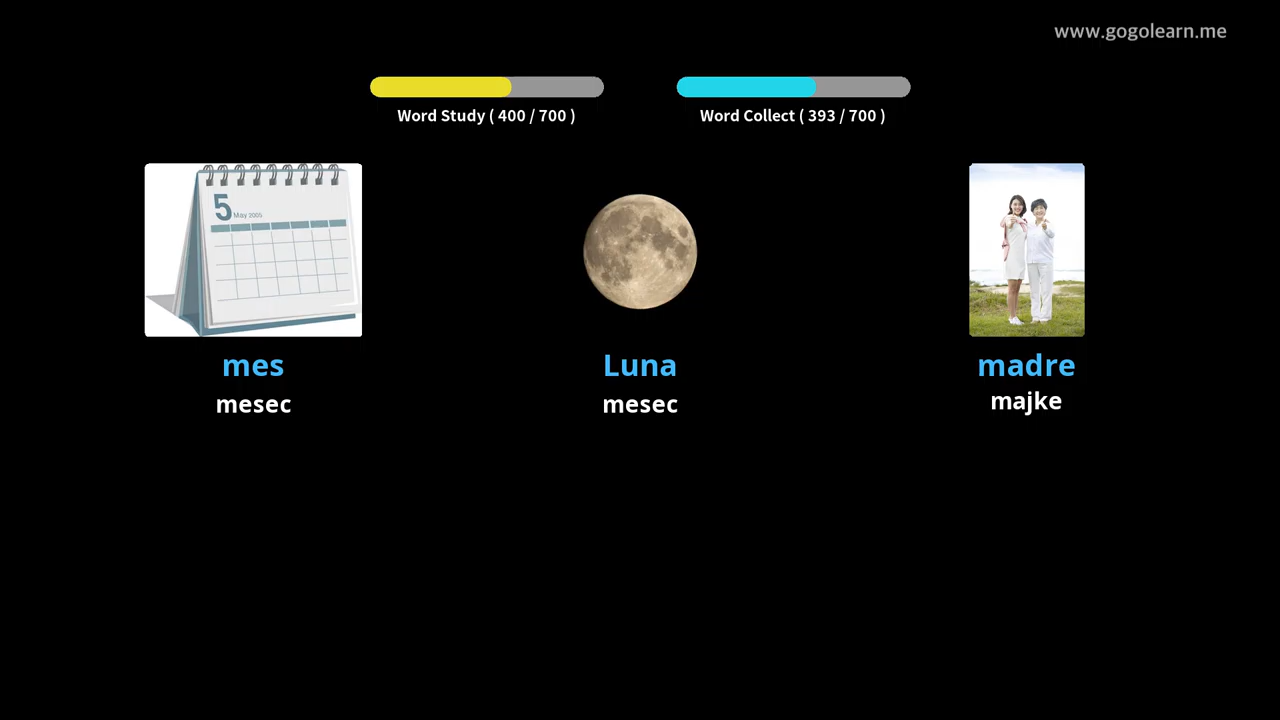 www.gogolearn.me
Word Study ( 400 / 700 )
Word Collect ( 393 / 700 )
5 May 2005
mes
Luna
madre
mesec
mesec
majke